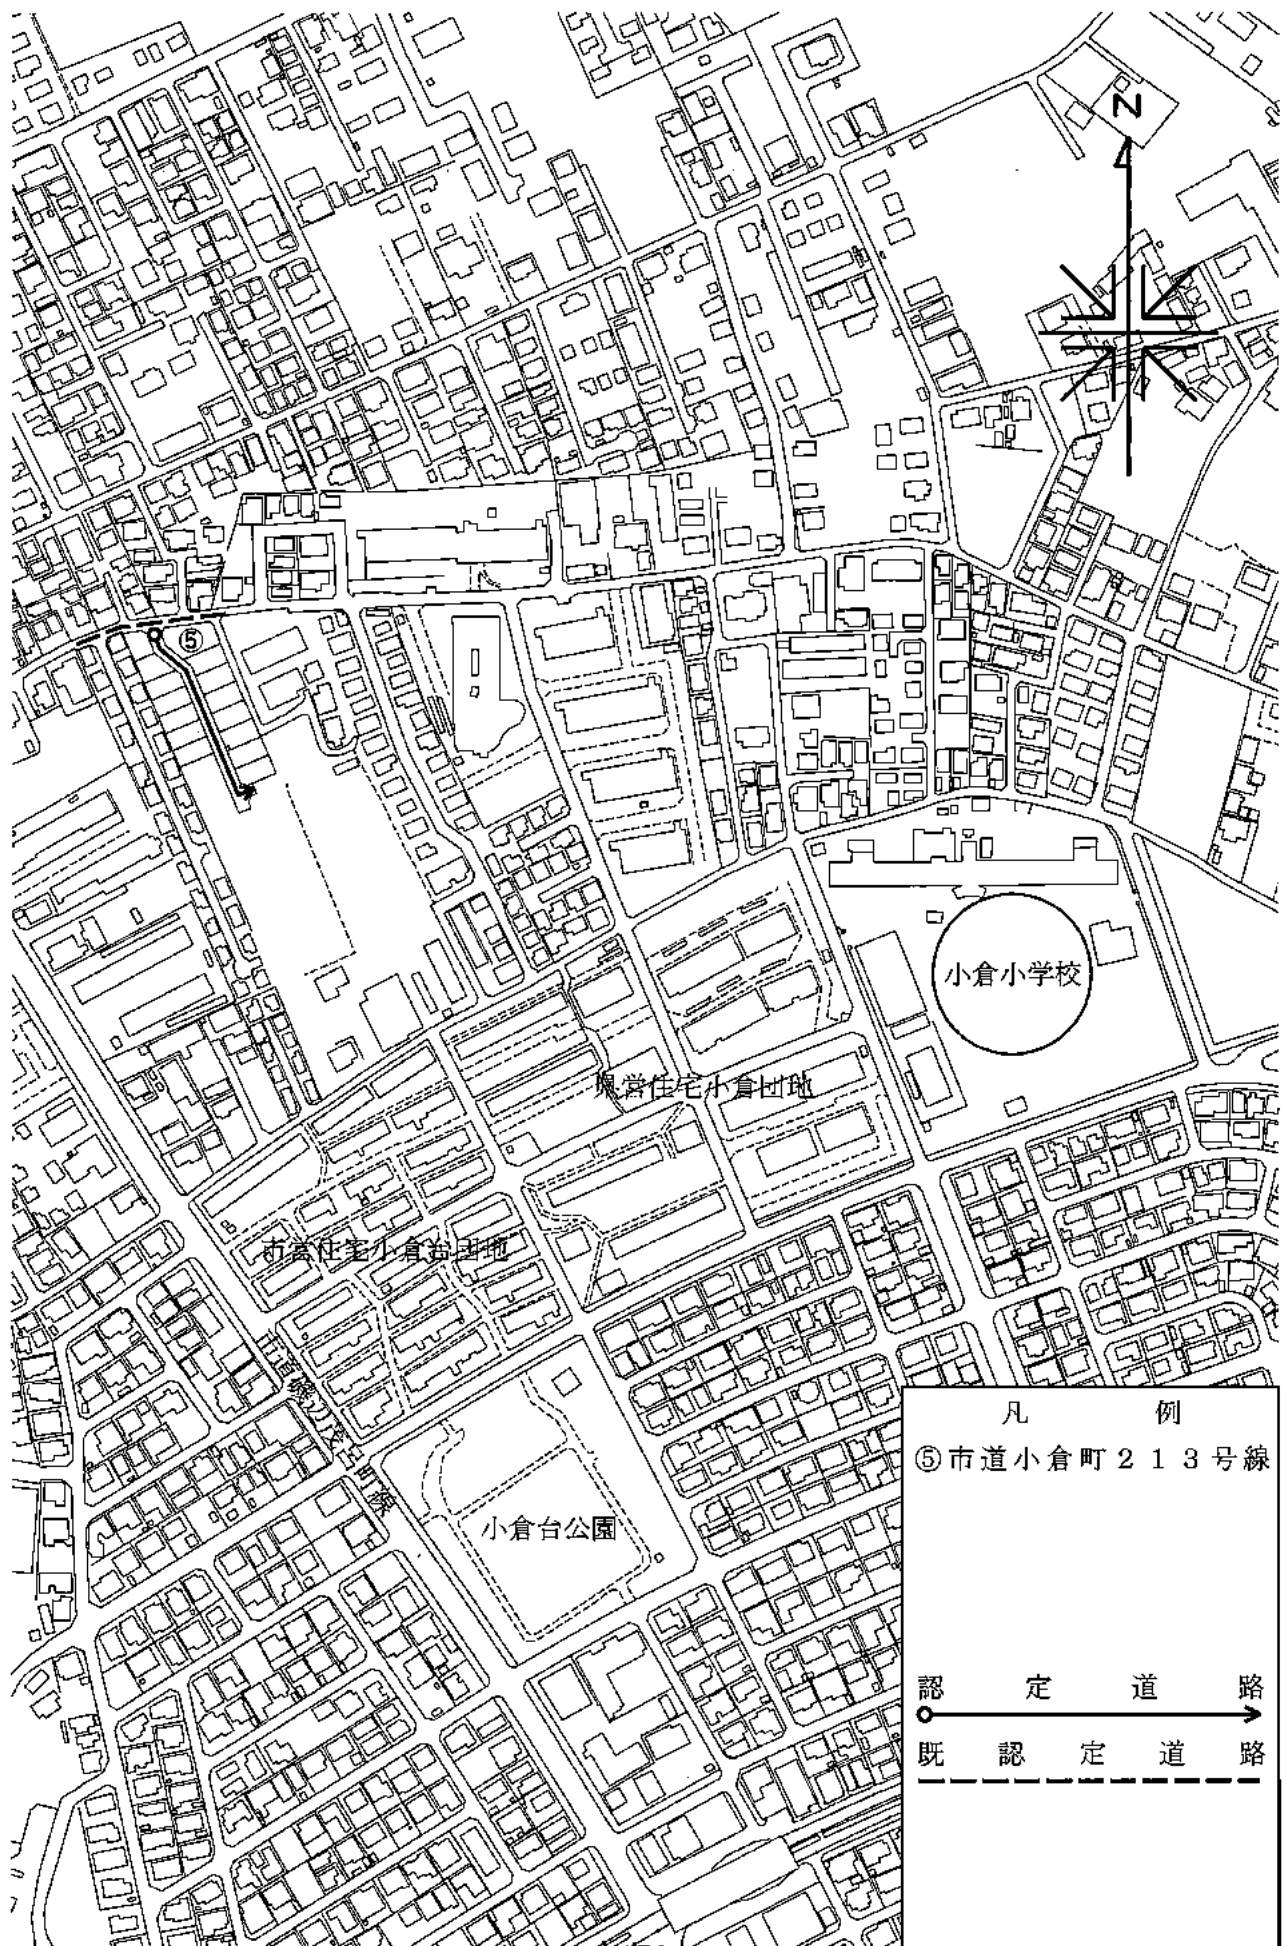 N
⑤
小倉小学校
県営住宅小倉団地
市営住宅小倉台団地
小倉台公園
凡例
⑤市道小倉町213号線
認定道路
既認定道路